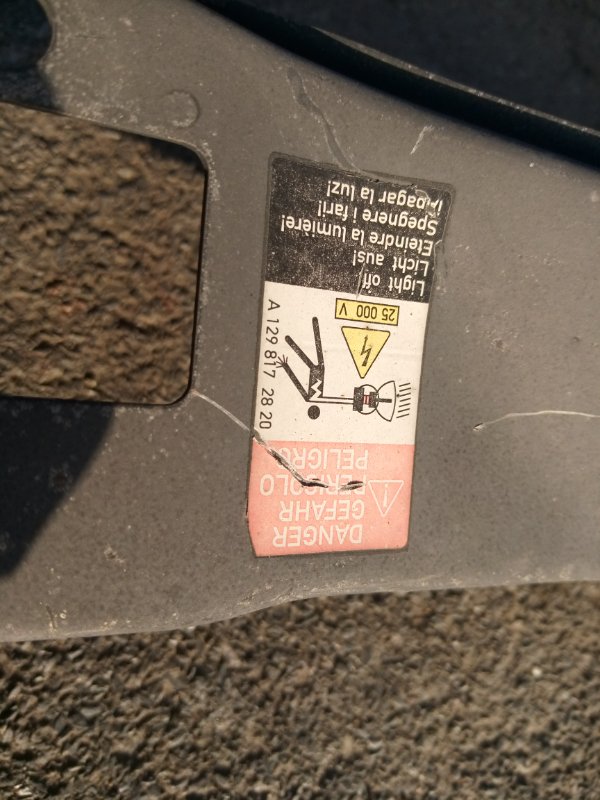 DANGER
GEFAHR
PERICOLO
PELIGRO
25 000 V
A 129 817 28 20
Light off
Licht aus!
Eteindre la lumière!
Spegnere i fari!
¡Apagar la luz!